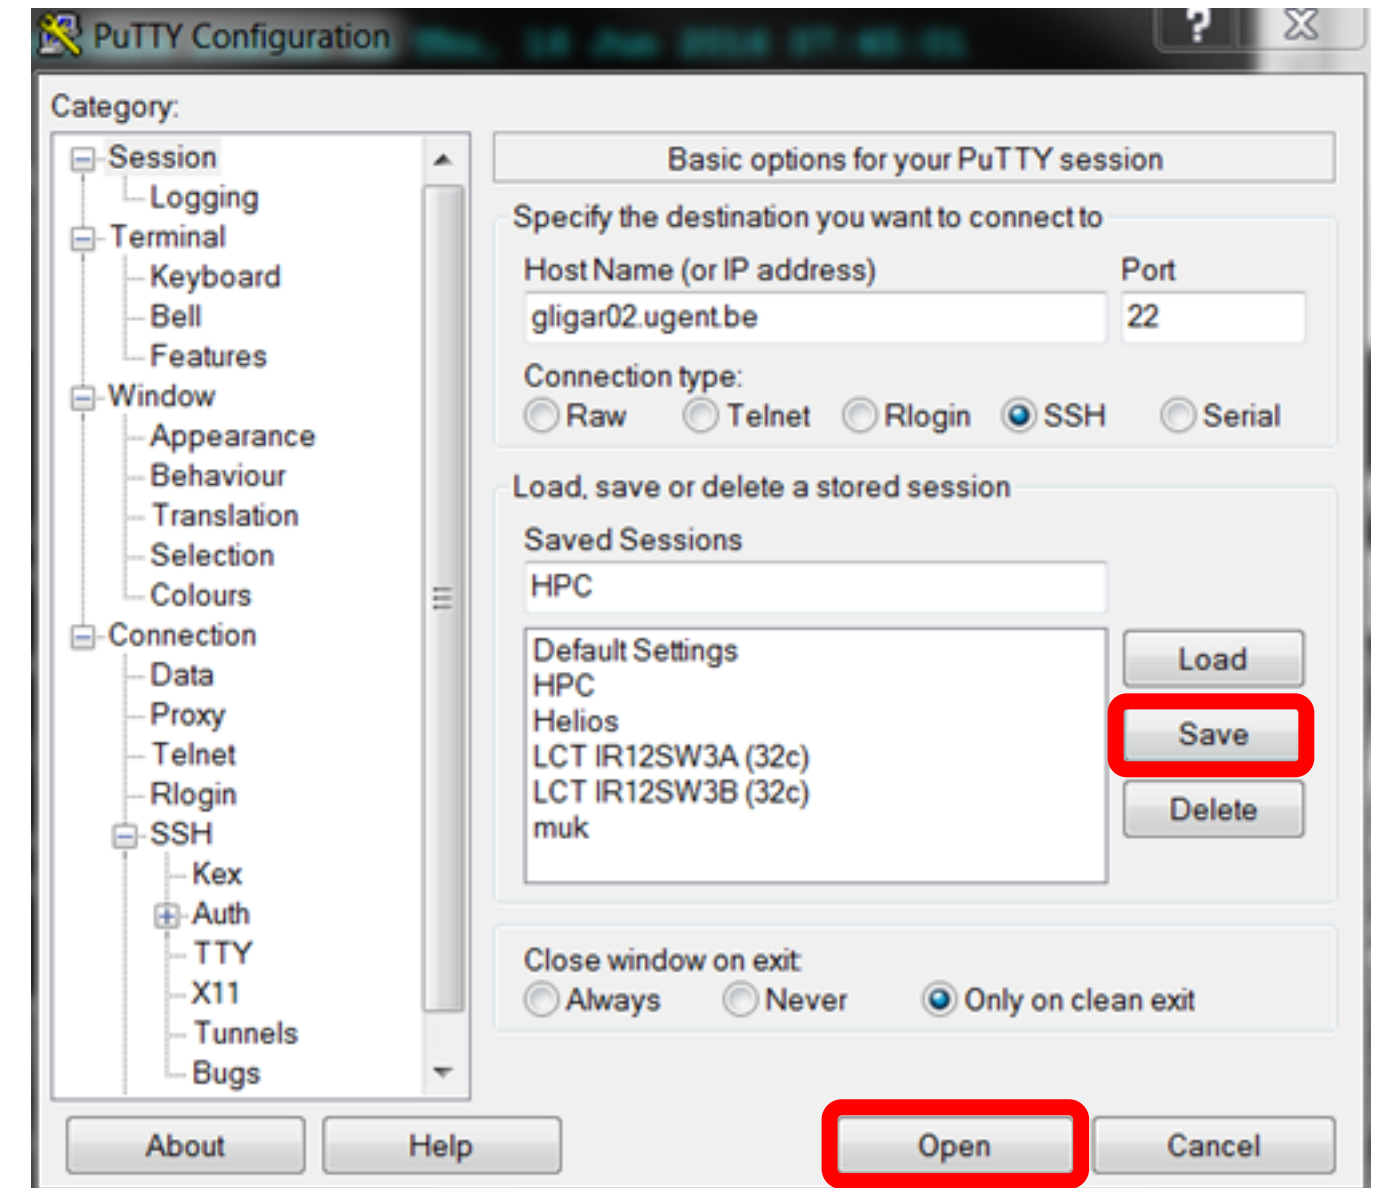 PuTTY Configuration
?
Category:
Session
Logging
Terminal
Keyboard
Bell
Features
Window
Appearance
Behaviour
Translation
Selection
Colours
Connection
Data
Proxy
Telnet
Rlogin
SSH
Kex
Auth
TTY
X11
Tunnels
Bugs
Basic options for your PuTTY session
Specify the destination you want to connect to
Host Name (or IP address) Port
gligar02.ugent.be 22
Connection type:
Raw Telnet Rlogin SSH Serial
Load, save or delete a stored session
Saved Sessions
HPC
Default Settings
HPC
Helios
LCT IR12SW3A (32c)
LCT IR12SW3B (32c)
muk
Load
Save
Delete
Close window on exit:
Always Never Only on clean exit
About Help Open Cancel